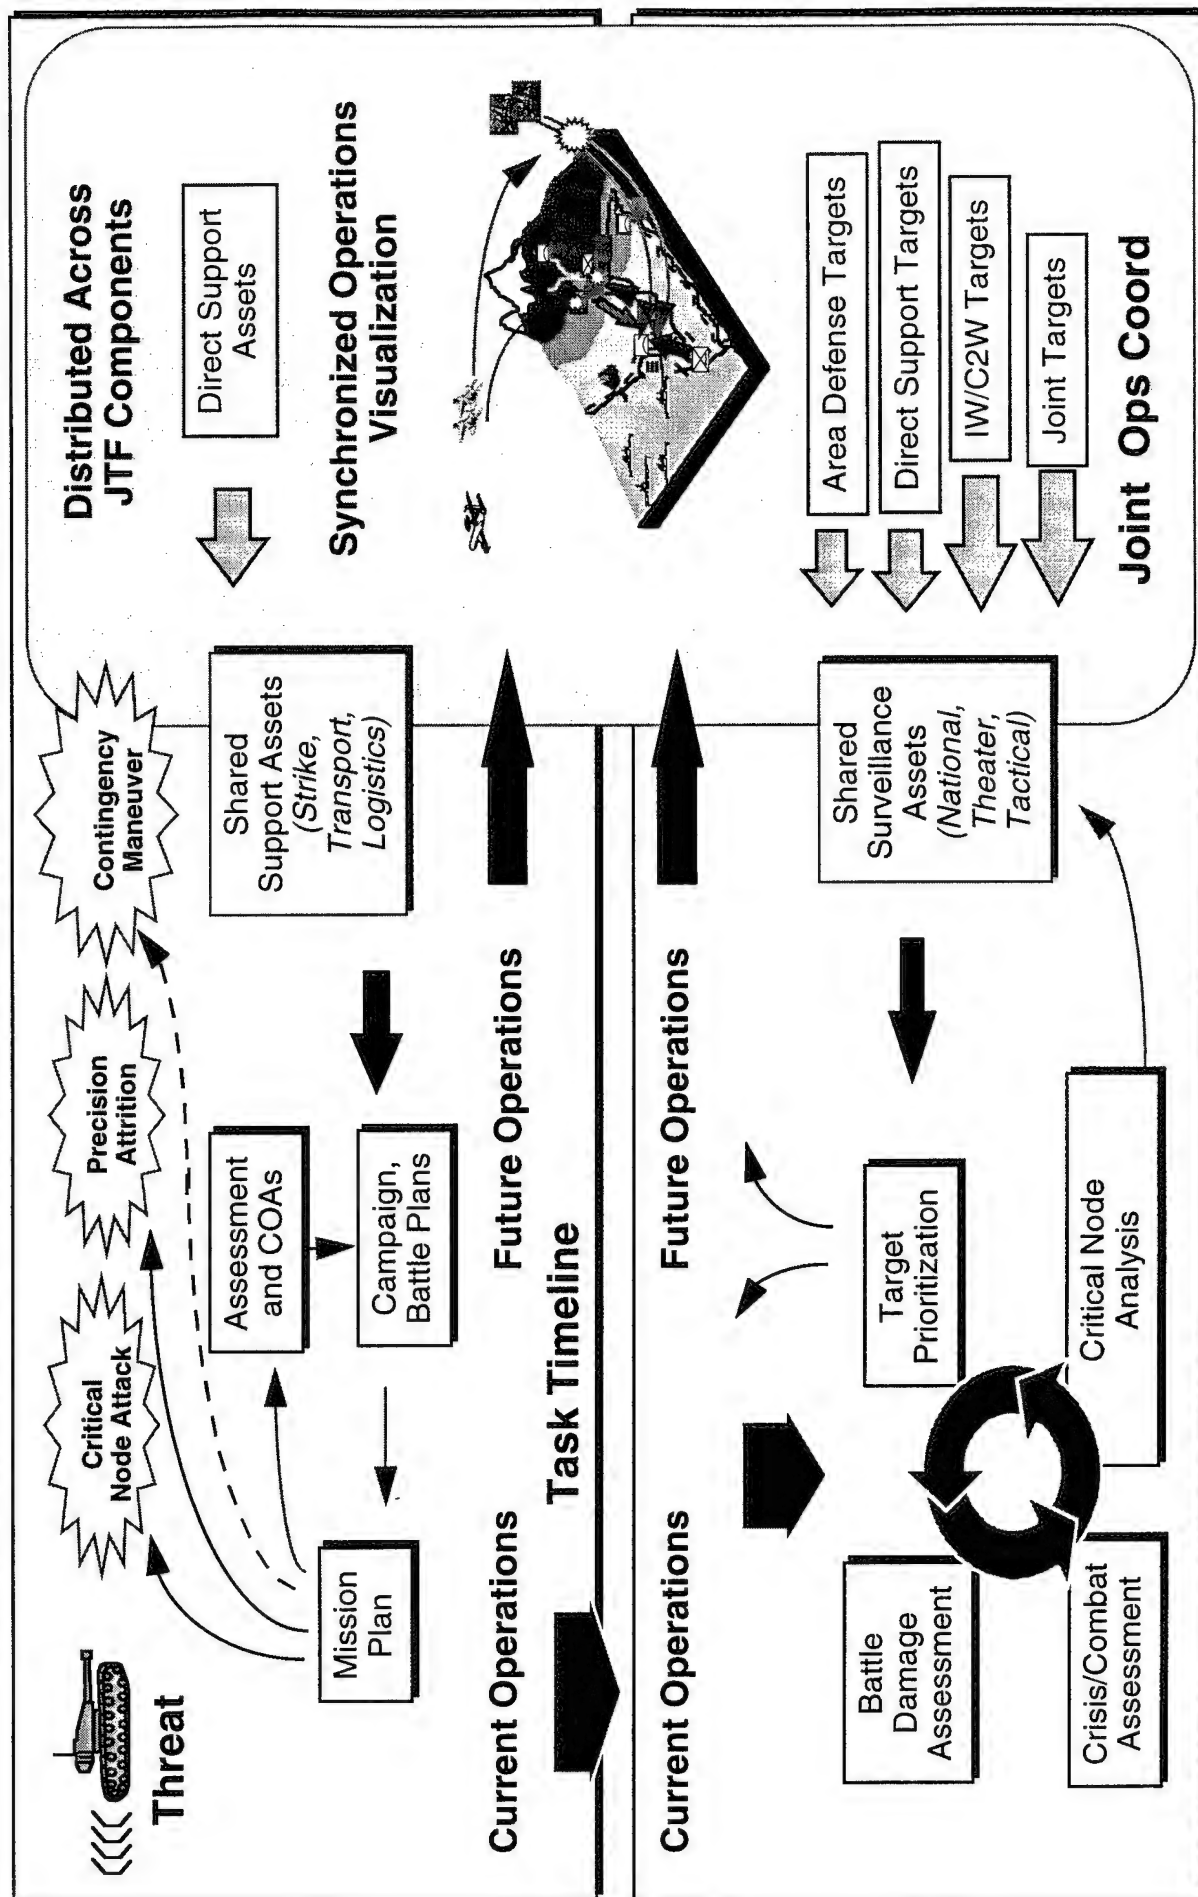 Threat
Critical
Node Attack
Precision
Attrition
Contingency
Maneuver
Distributed Across
JTF Components
Mission
Plan
Assessment
and COAs
Campaign,
Battle Plans
Shared
Support Assets
(Strike,
Transport,
Logistics)
Direct Support
Assets
Synchronized Operations
Visualization
Current Operations
Future Operations
Task Timeline
Current Operations
Future Operations
Battle
Damage
Assessment
Target
Prioritization
Crisis/Combat
Assessment
Critical Node
Analysis
Shared
Surveillance
Assets
(National,
Theater,
Tactical)
Area Defense Targets
Direct Support Targets
IW/C2W Targets
Joint Targets
Joint Ops Coord